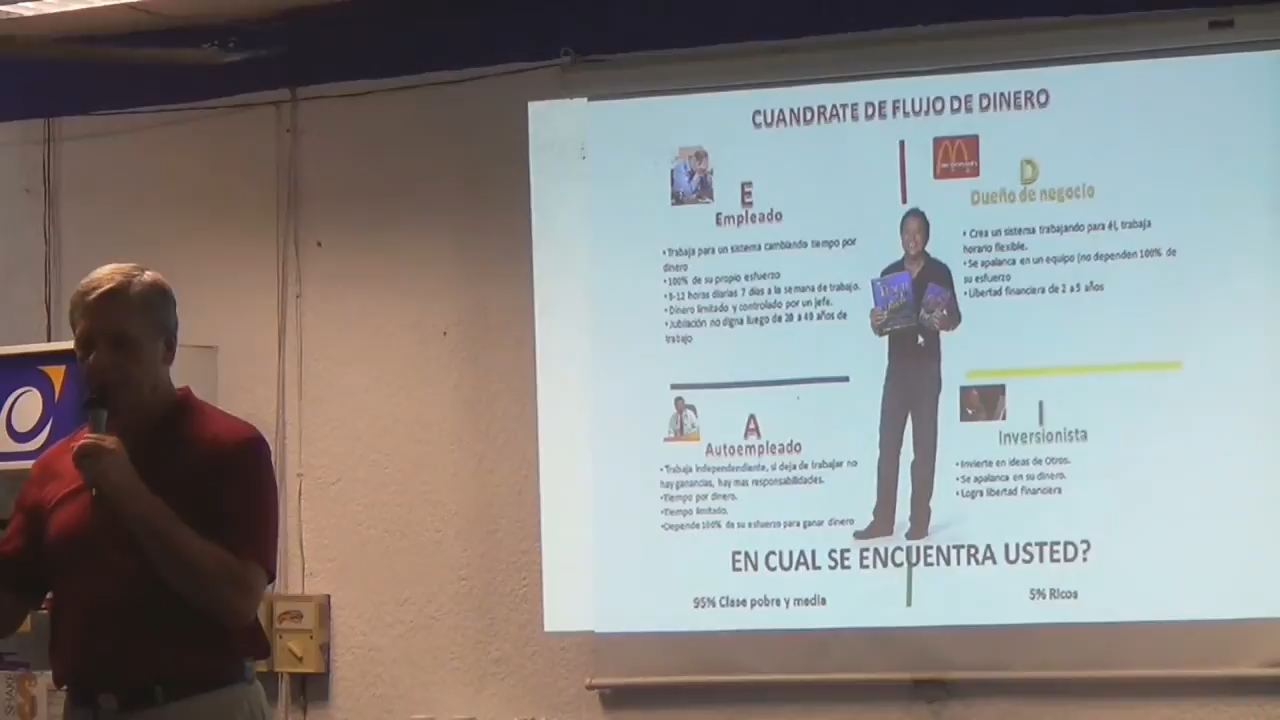 CUANDRATE DE FLUJO DE DINERO
E
Empleado
•Trabaja para un sistema cambiando tiempo por
dinero
•100% de su propio esfuerzo
•8-12 horas diarias 7 días a la semana de trabajo.
•Dinero limitado y controlado por un jefe.
•Jubilación no digna luego de 20 a 40 años de
trabajo
D
Dueño de negocio
• Crea un sistema trabajando para él, trabaja
horario flexible.
•Se apalanca en un equipo (no dependen 100% de
su esfuerzo
•Libertad financiera de 2 a 5 años
A
Autoempleado
•Trabaja independiente, si deja de trabajar no
hay ganancias, hay mas responsabilidades.
•Tiempo por dinero.
•Tiempo limitado.
•Depende 100% de su esfuerzo para ganar dinero
I
Inversionista
•Invierte en ideas de Otros.
•Se apalanca en su dinero.
•Logra libertad financiera
EN CUAL SE ENCUENTRA USTED?
95% Clase pobre y media
5% Ricos
SHAKE